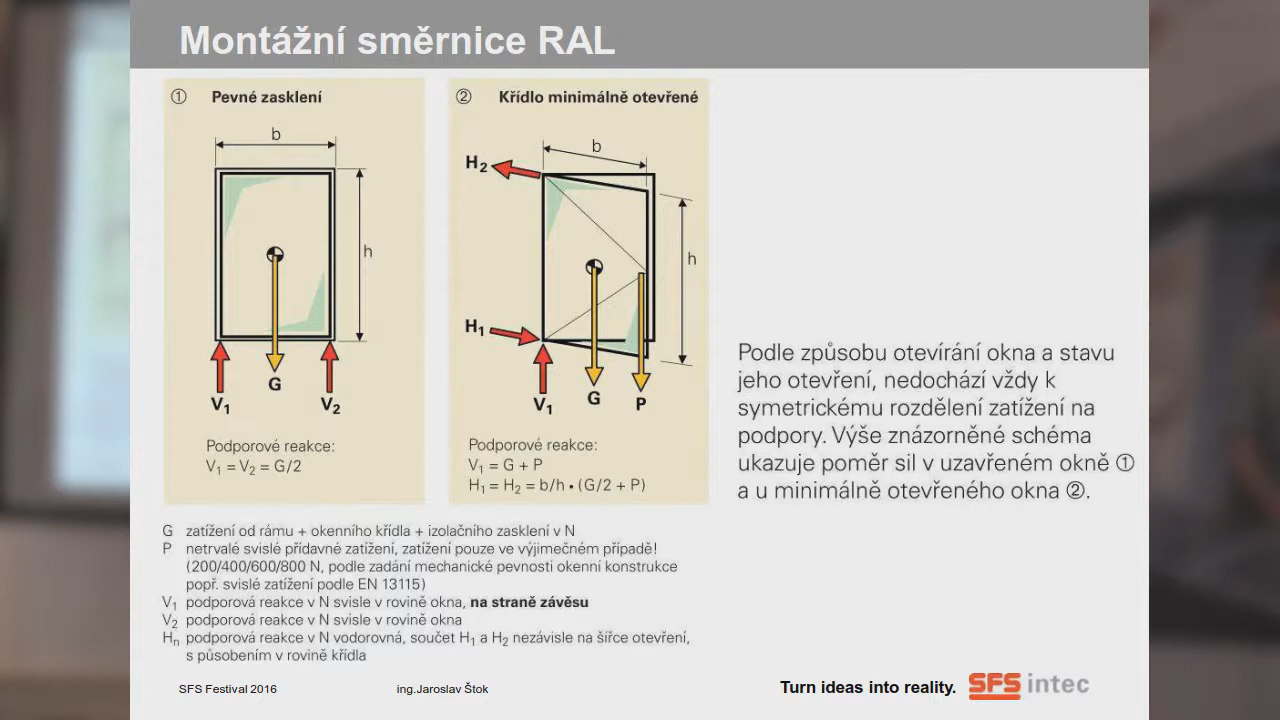 Montážní směrnice RAL
① Pevné zasklení
b
h
G
V₁
V₂
Podporové reakce:
V₁ = V₂ = G/2
② Křídlo minimálně otevřené
b
H₂
h
H₁
V₁
G
P
Podporové reakce:
V₁ = G + P
H₁ = H₂ = b/h • (G/2 + P)
Podle způsobu otevírání okna a stavu
jeho otevření, nedochází vždy k
symetrickému rozdělení zatížení na
podpory. Výše znázorněné schéma
ukazuje poměr sil v uzavřeném okně ①
a u minimálně otevřeného okna ②.
G zatížení od rámu + okenního křídla + izolačního zasklení v N
P netrvalé svislé přídavné zatížení, zatížení pouze ve výjimečném případě!
(200/400/600/800 N, podle zadání mechanické pevnosti okenní konstrukce
popř. svislé zatížení podle EN 13115)
V₁ podporová reakce v N svisle v rovině okna, na straně závěsu
V₂ podporová reakce v N svisle v rovině okna
Hₙ podporová reakce v N vodorovná, součet H₁ a H₂ nezávisle na šířce otevření,
s působením v rovině křídla
SFS Festival 2016
ing.Jaroslav Štok
Turn ideas into reality.
SFS intec